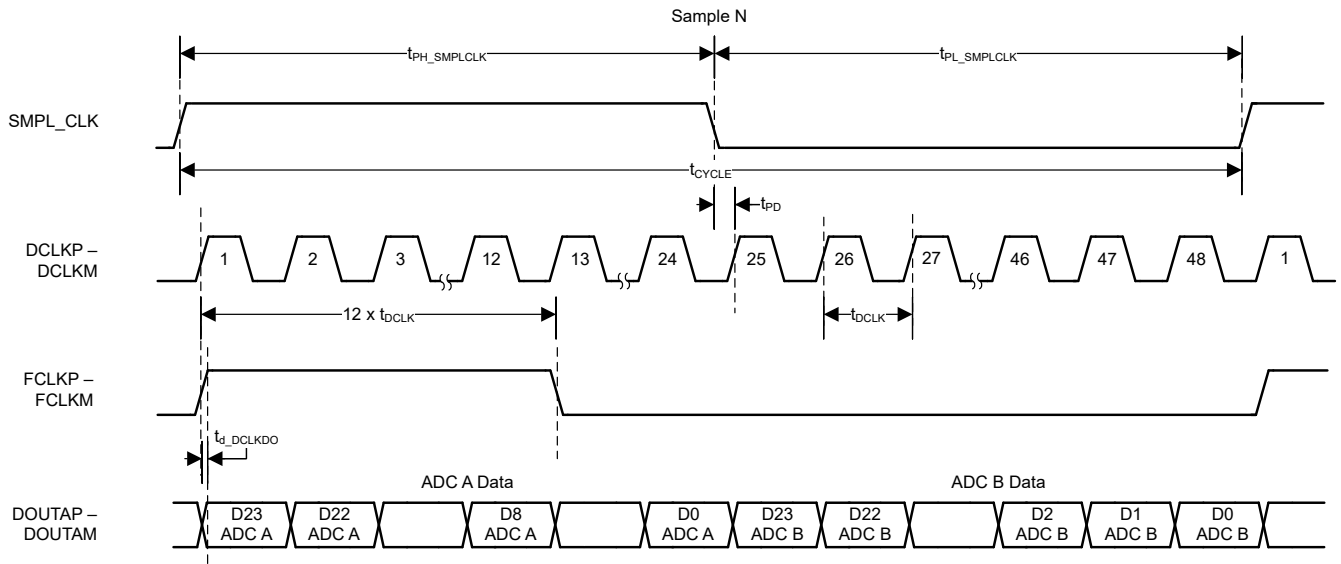 Sample N
tPH_SMPLCLK
tPL_SMPLCLK
SMPL_CLK
tCYCLE
tPD
DCLKP –
DCLKM
1 2 3 12 13 24 25 26 27 46 47 48 1
12 x tDCLK
tDCLK
FCLKP –
FCLKM
td_DCLKDO
ADC A Data
ADC B Data
DOUTAP –
DOUTAM
D23
ADC A
D22
ADC A
D8
ADC A
D0
ADC A
D23
ADC B
D22
ADC B
D2
ADC B
D1
ADC B
D0
ADC B